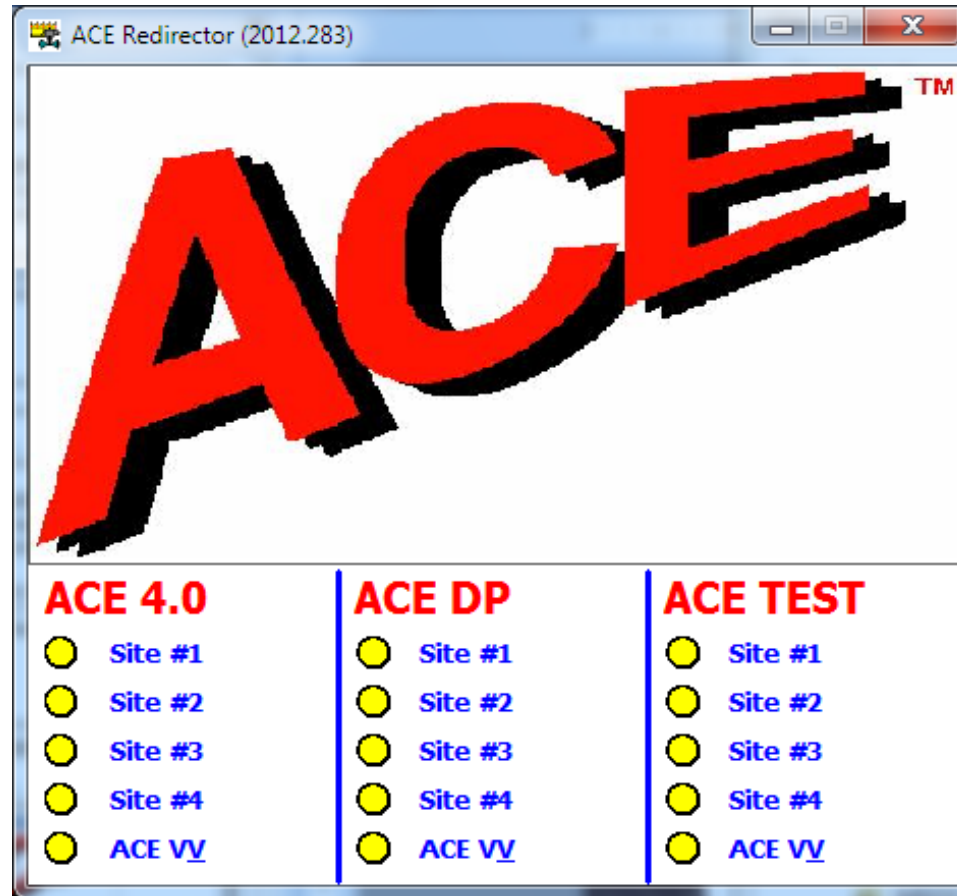 ACE Redirector (2012.283)
ACE TM
ACE 4.0
Site #1
Site #2
Site #3
Site #4
ACE VV
ACE DP
Site #1
Site #2
Site #3
Site #4
ACE VV
ACE TEST
Site #1
Site #2
Site #3
Site #4
ACE VV